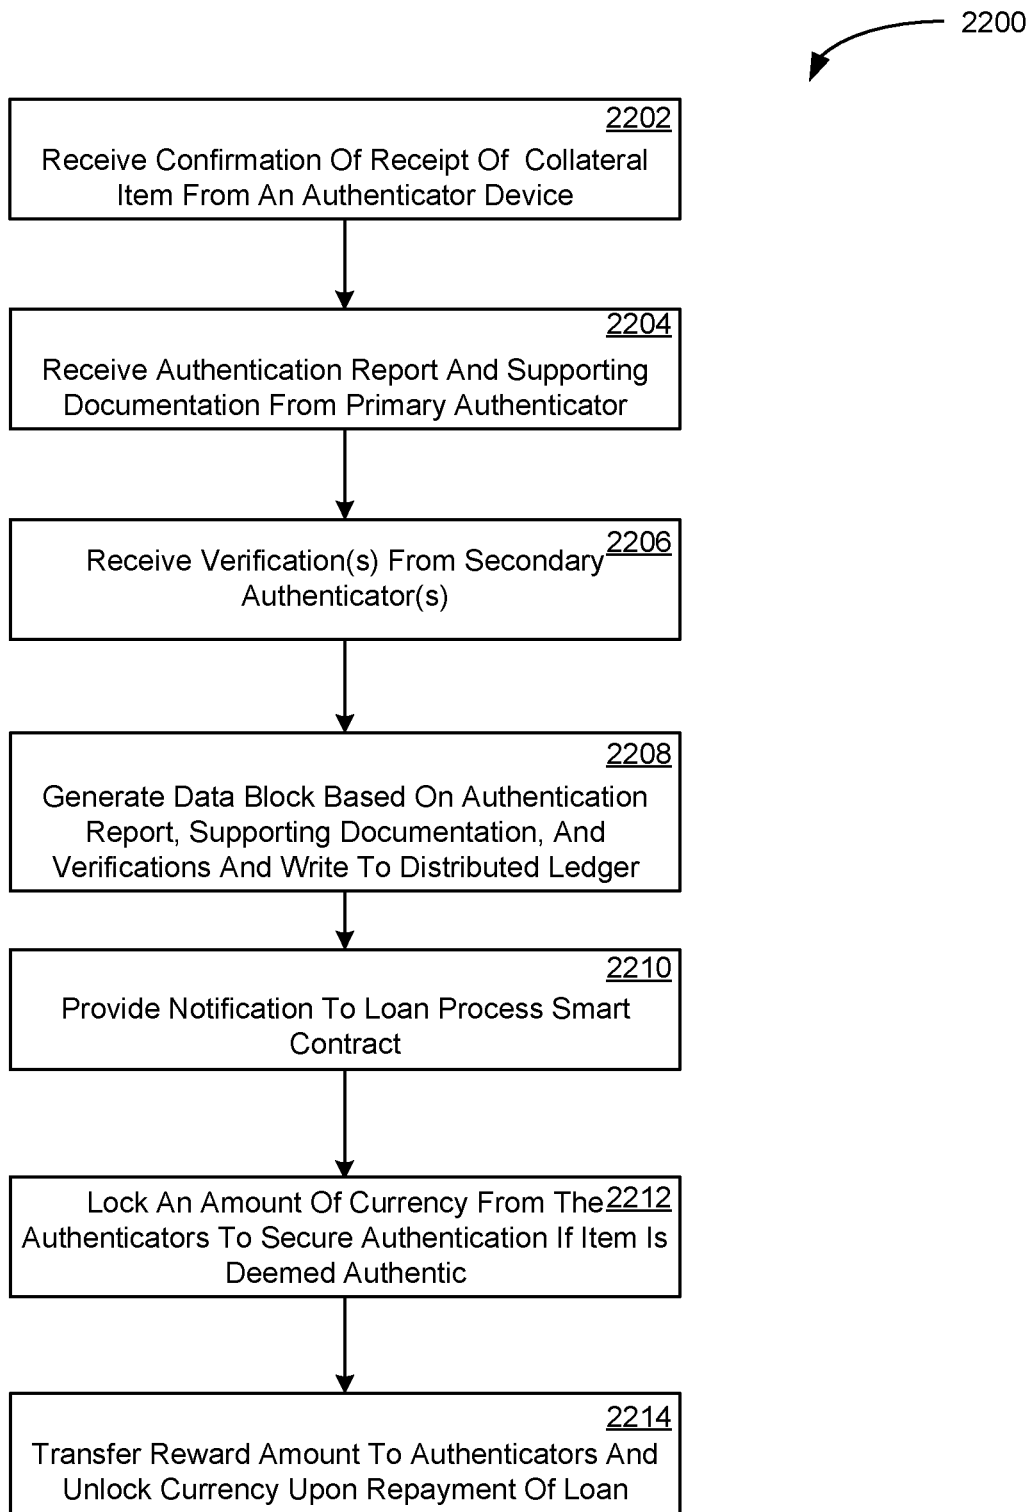 2200
2202
Receive Confirmation Of Receipt Of Collateral
Item From An Authenticator Device
2204
Receive Authentication Report And Supporting
Documentation From Primary Authenticator
2206
Receive Verification(s) From Secondary
Authenticator(s)
2208
Generate Data Block Based On Authentication
Report, Supporting Documentation, And
Verifications And Write To Distributed Ledger
2210
Provide Notification To Loan Process Smart
Contract
2212
Lock An Amount Of Currency From The
Authenticators To Secure Authentication If Item Is
Deemed Authentic
2214
Transfer Reward Amount To Authenticators And
Unlock Currency Upon Repayment Of Loan